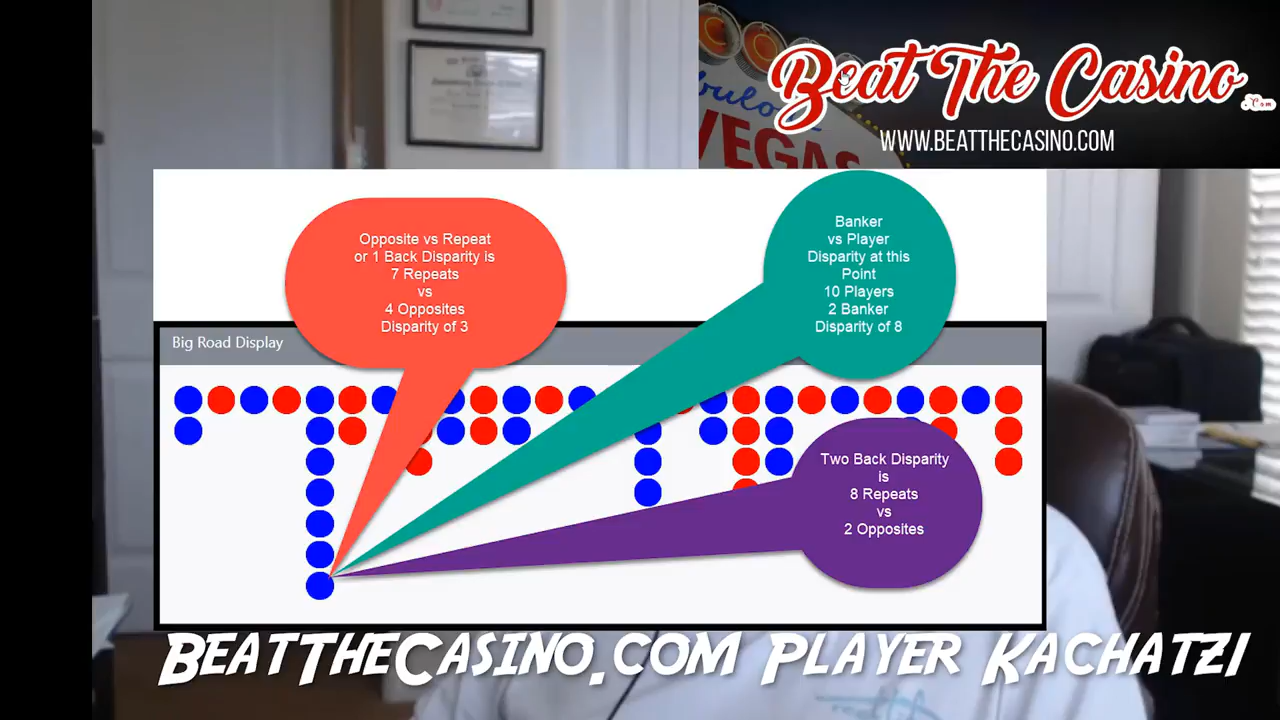 Beat The Casino
.Com
WWW.BEATTHECASINO.COM
VEGAS
Opposite vs Repeat
or 1 Back Disparity is
7 Repeats
vs
4 Opposites
Disparity of 3
Banker
vs Player
Disparity at this
Point
10 Players
2 Banker
Disparity of 8
Big Road Display
Two Back Disparity
is
8 Repeats
vs
2 Opposites
BEATTHECASINO.COM PLAYER KACHATZI